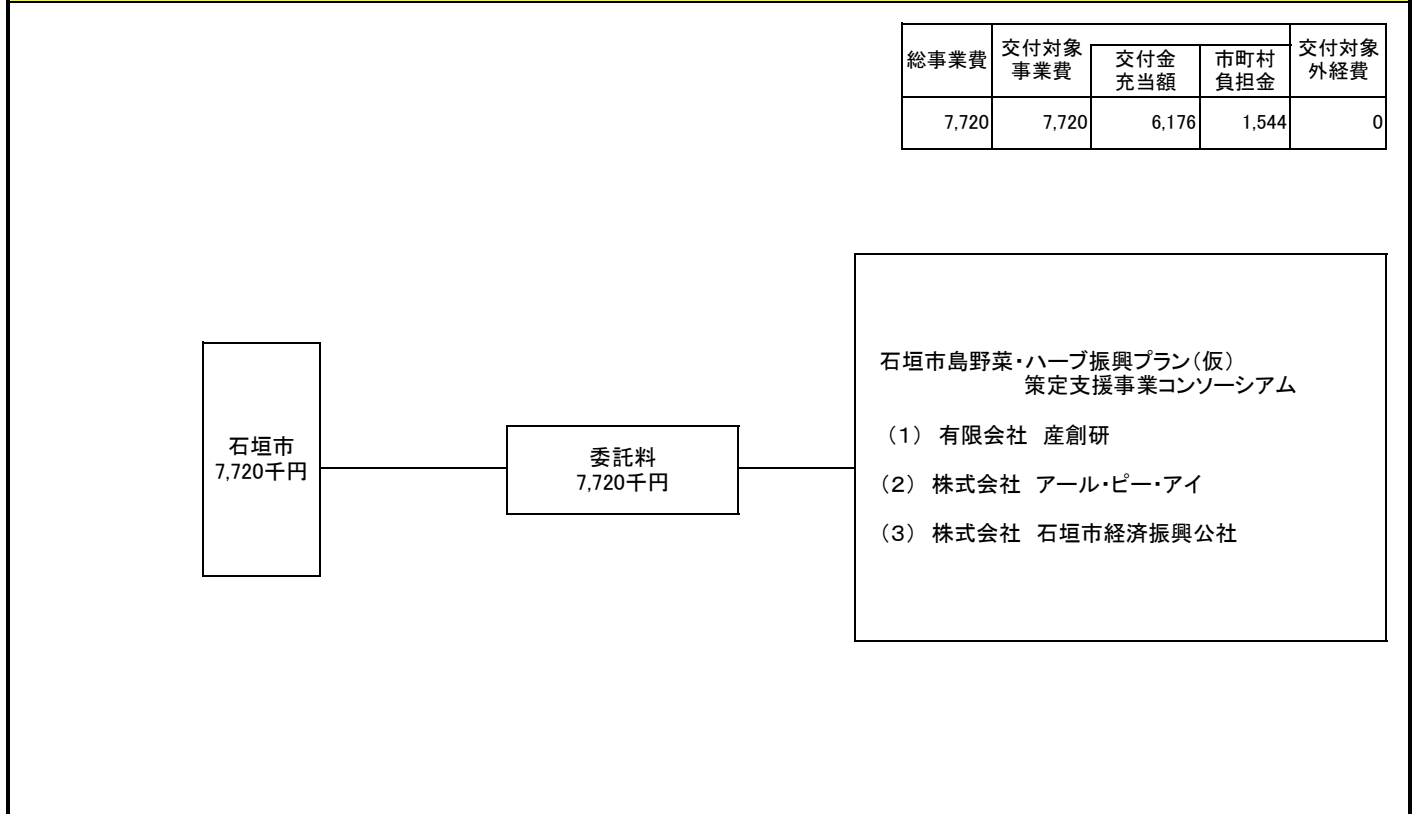 総事業費 交付対象事業費 交付金充当額 市町村負担金 交付対象外経費
7,720 7,720 6,176 1,544 0
石垣市
7,720千円
委託料
7,720千円
石垣市島野菜・ハーブ振興プラン(仮)
策定支援事業コンソーシアム
(1) 有限会社 産創研
(2) 株式会社 アール・ピー・アイ
(3) 株式会社 石垣市経済振興公社